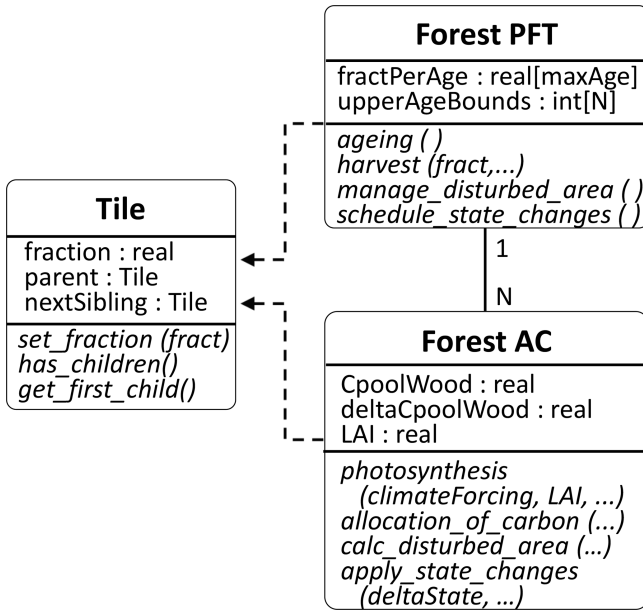 Forest PFT
fractPerAge : real[maxAge]
upperAgeBounds : int[N]
ageing ( )
harvest (fract,...)
manage_disturbed_area ( )
schedule_state_changes ( )
Tile
fraction : real
parent : Tile
nextSibling : Tile
set_fraction (fract)
has_children()
get_first_child()
1
N
Forest AC
CpoolWood : real
deltaCpoolWood : real
LAI : real
photosynthesis
(climateForcing, LAI, ...)
allocation_of_carbon (...)
calc_disturbed_area (...)
apply_state_changes
(deltaState, ...)